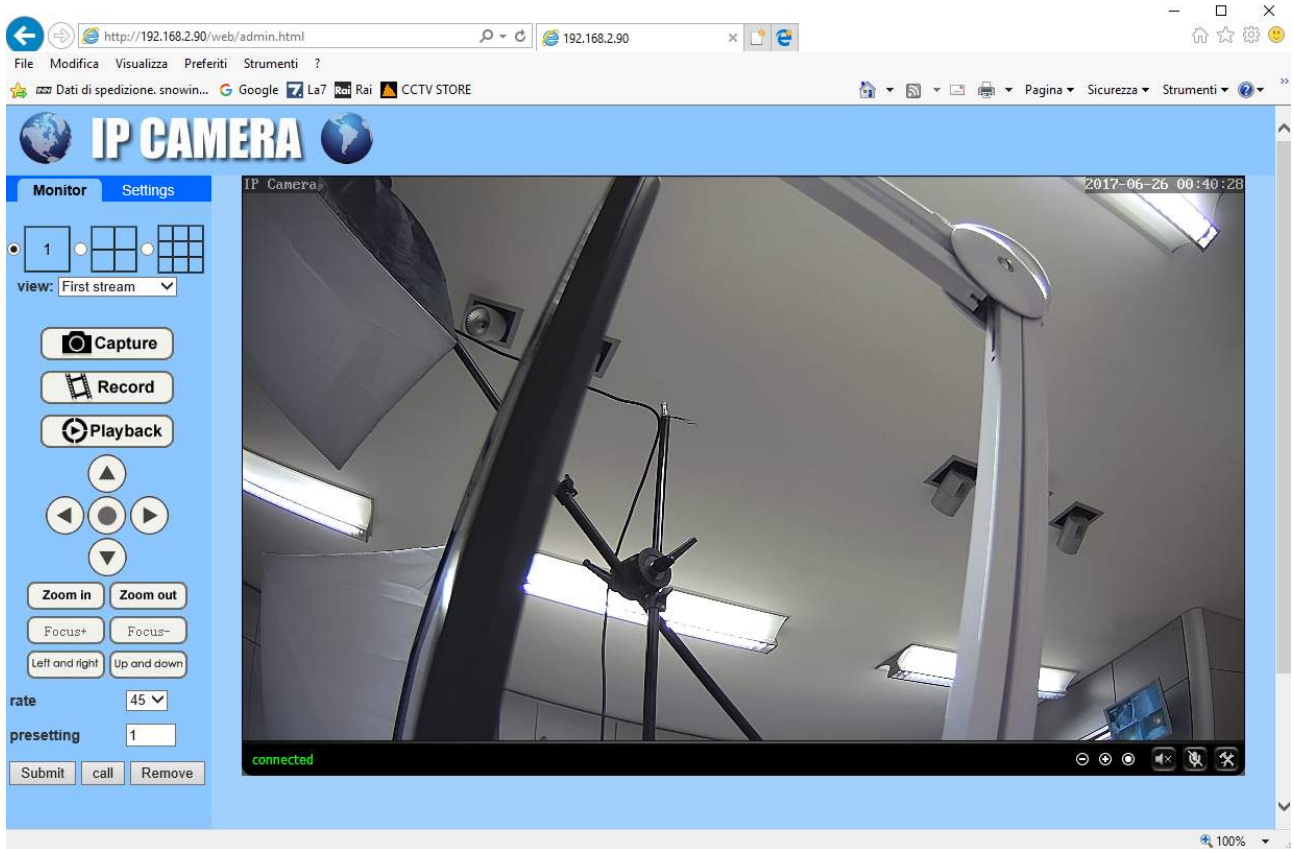 http://192.168.2.90/web/admin.html
192.168.2.90
File Modifica Visualizza Preferiti Strumenti ?
Dati di spedizione. snowin... Google La7 Rai Rai CCTV STORE
Pagina Sicurezza Strumenti
IP CAMERA
Monitor Settings
IP Camera
2017-06-26 00:40:28
1
view: First stream
Capture
Record
Playback
Zoom in Zoom out
Focus+ Focus-
Left and right Up and down
rate 45
presetting 1
Submit call Remove
connected
100%